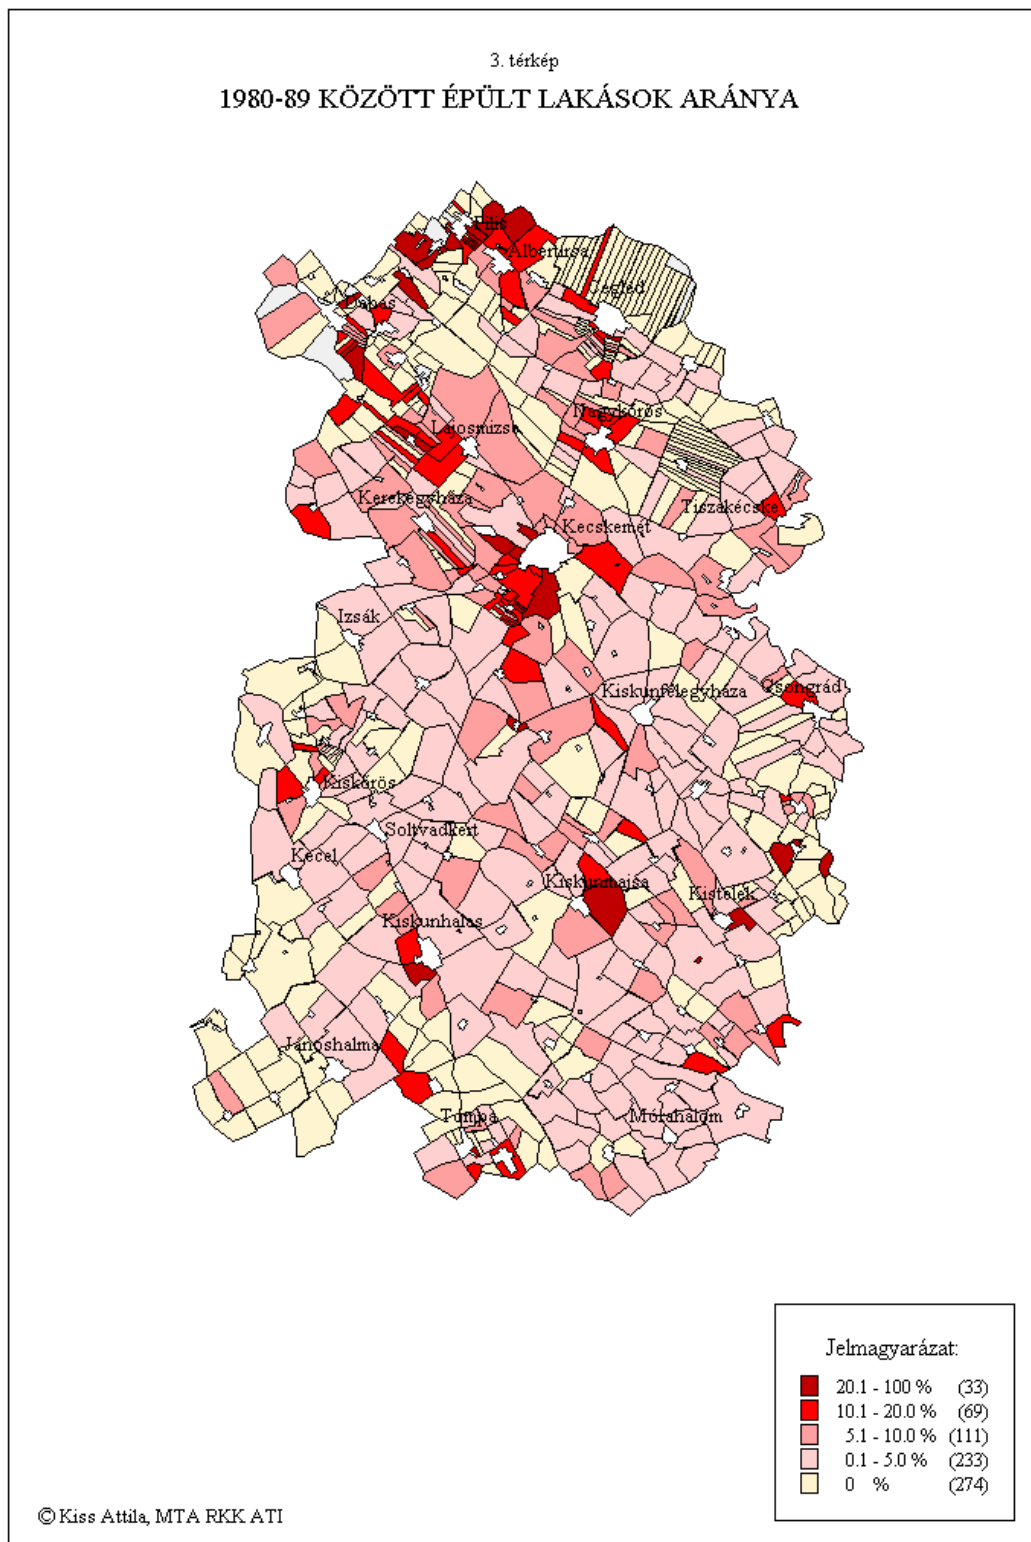 3. térkép
1980-89 KÖZÖTT ÉPÜLT LAKÁSOK ARÁNYA
Pilis
Albertirsa
Cegléd
Dabas
Nagykőrös
Lajosmizse
Kerekegyháza
Tiszakécske
Kecskemét
Izsák
Kiskunfélegyháza
Csongrád
Kiskőrös
Soltvadkert
Kecel
Kiskunmajsa
Kistelek
Kiskunhalas
Jánoshalma
Tompa
Mórahalom
Jelmagyarázat:
20.1 - 100 % (33)
10.1 - 20.0 % (69)
5.1 - 10.0 % (111)
0.1 - 5.0 % (233)
0 % (274)
© Kiss Attila, MTA RKK ATI